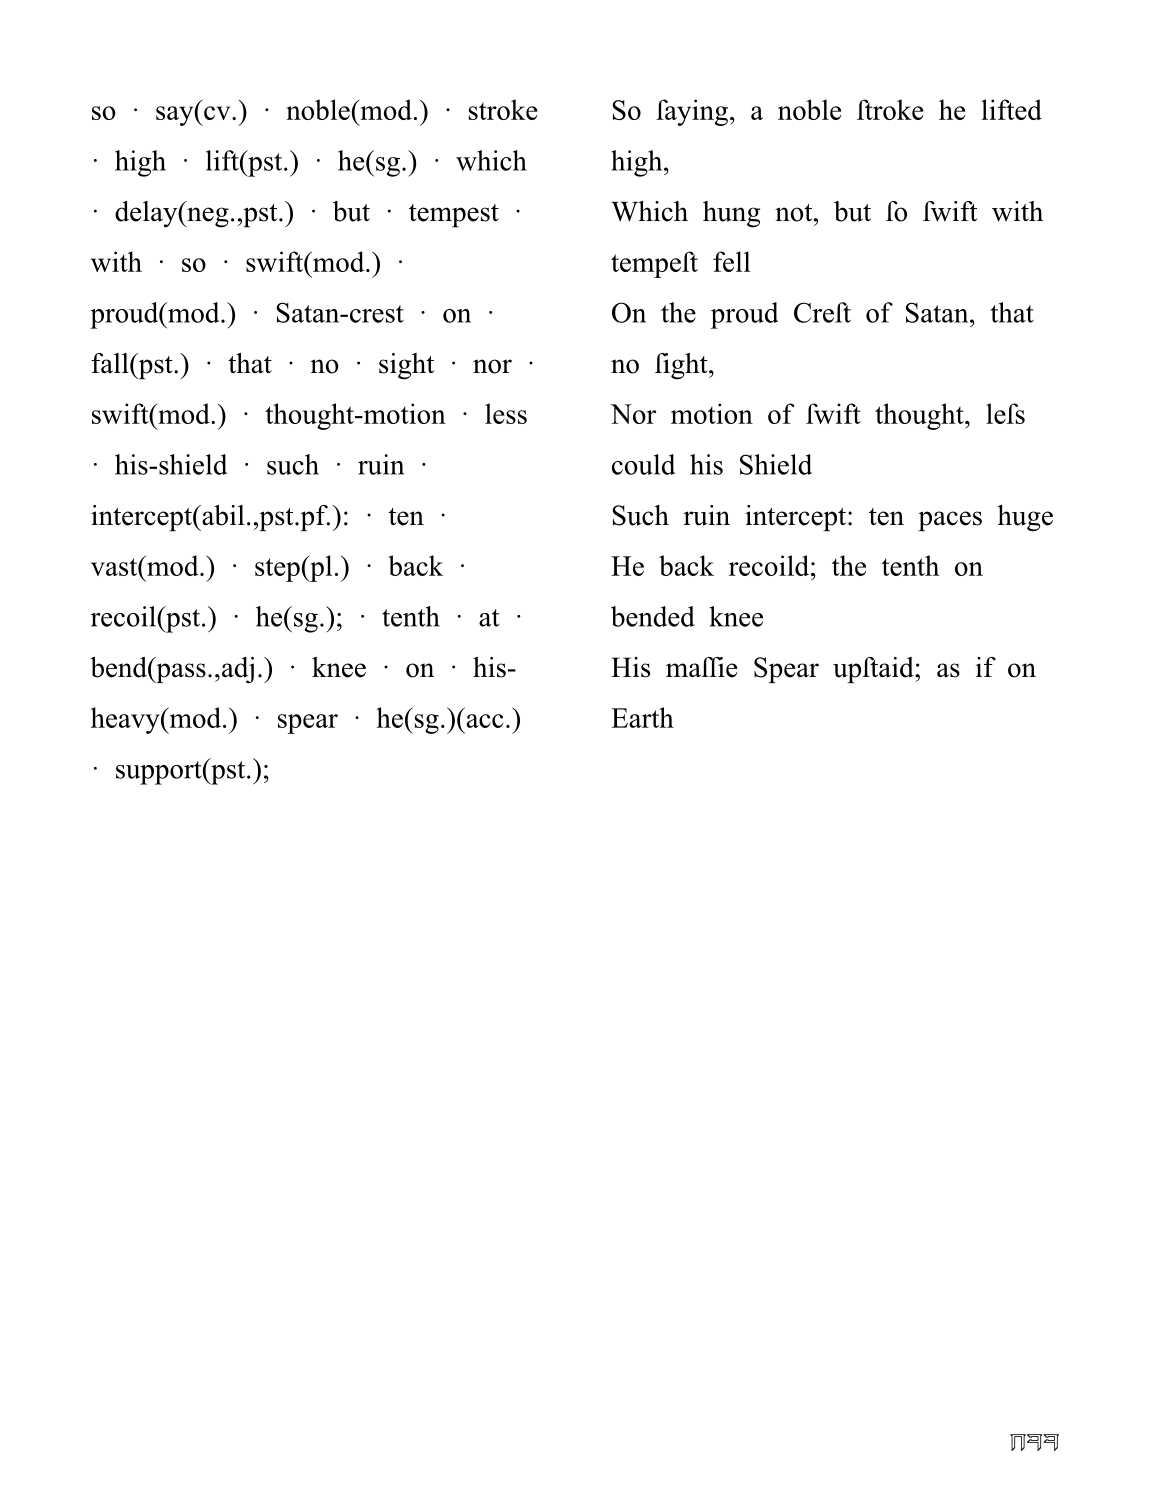 so · say(cv.) · noble(mod.) · stroke
· high · lift(pst.) · he(sg.) · which
· delay(neg.,pst.) · but · tempest ·
with · so · swift(mod.) ·
proud(mod.) · Satan-crest · on ·
fall(pst.) · that · no · sight · nor ·
swift(mod.) · thought-motion · less
· his-shield · such · ruin ·
intercept(abil.,pst.pf.): · ten ·
vast(mod.) · step(pl.) · back ·
recoil(pst.) · he(sg.); · tenth · at ·
bend(pass.,adj.) · knee · on · his-
heavy(mod.) · spear · he(sg.)(acc.)
· support(pst.);
So ſaying, a noble ſtroke he lifted
high,
Which hung not, but ſo ſwift with
tempeſt fell
On the proud Creſt of Satan, that
no ſight,
Nor motion of ſwift thought, leſs
could his Shield
Such ruin intercept: ten paces huge
He back recoild; the tenth on
bended knee
His maſſie Spear upſtaid; as if on
Earth